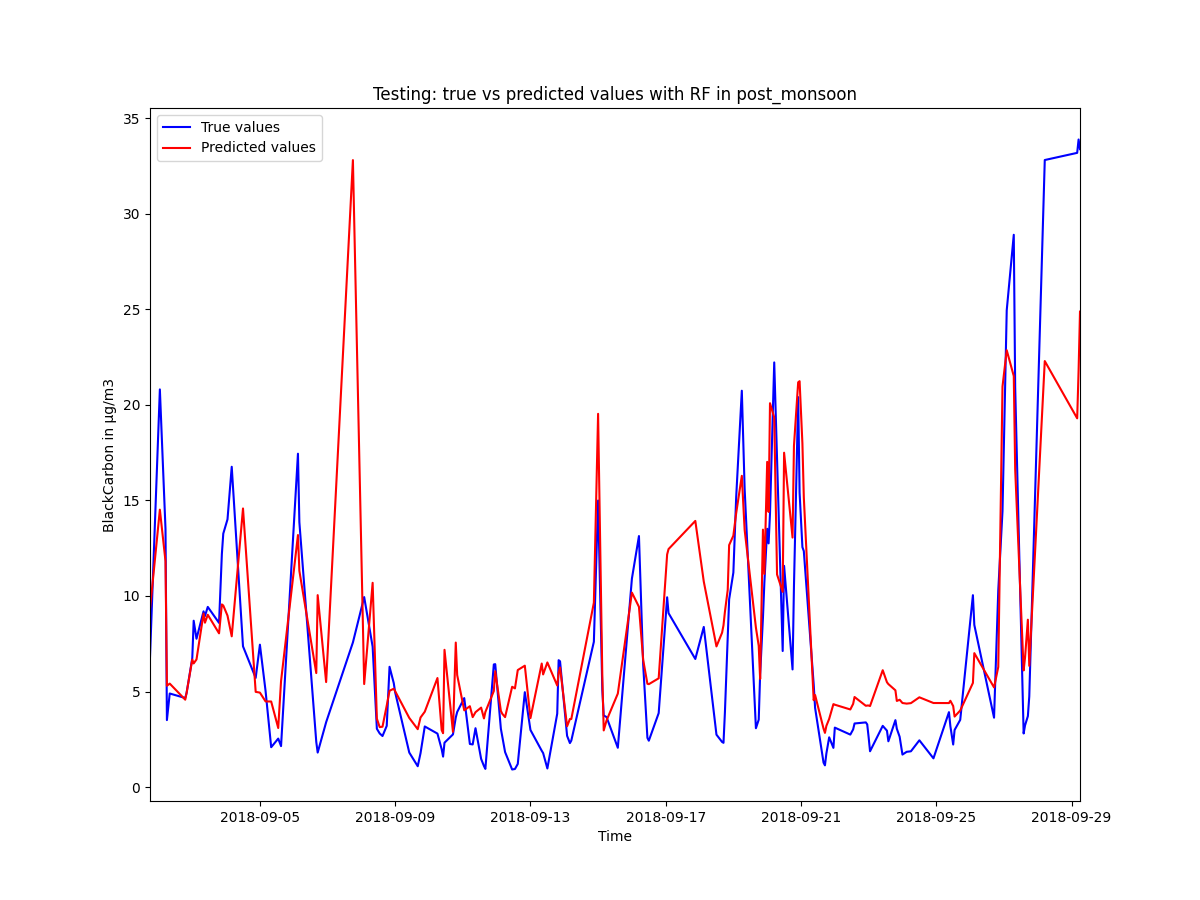 Testing: true vs predicted values with RF in post_monsoon
True values
Predicted values
35
30
25
20
15
10
5
0
BlackCarbon in µg/m3
2018-09-05 2018-09-09 2018-09-13 2018-09-17 2018-09-21 2018-09-25 2018-09-29
Time